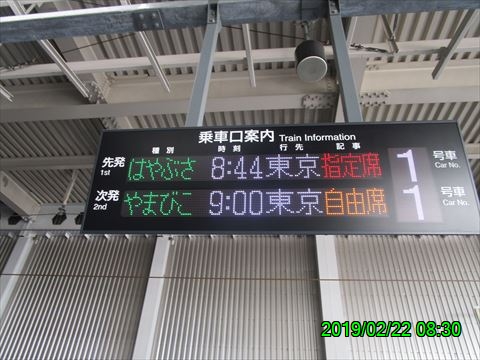 乗車口案内 Train Information
種別 時刻 行先 記事
先発 1st はやぶさ 8:44 東京 指定席 1 号車 Car No.
次発 2nd やまびこ 9:00 東京 自由席 1 号車 Car No.
2019/02/22 08:30